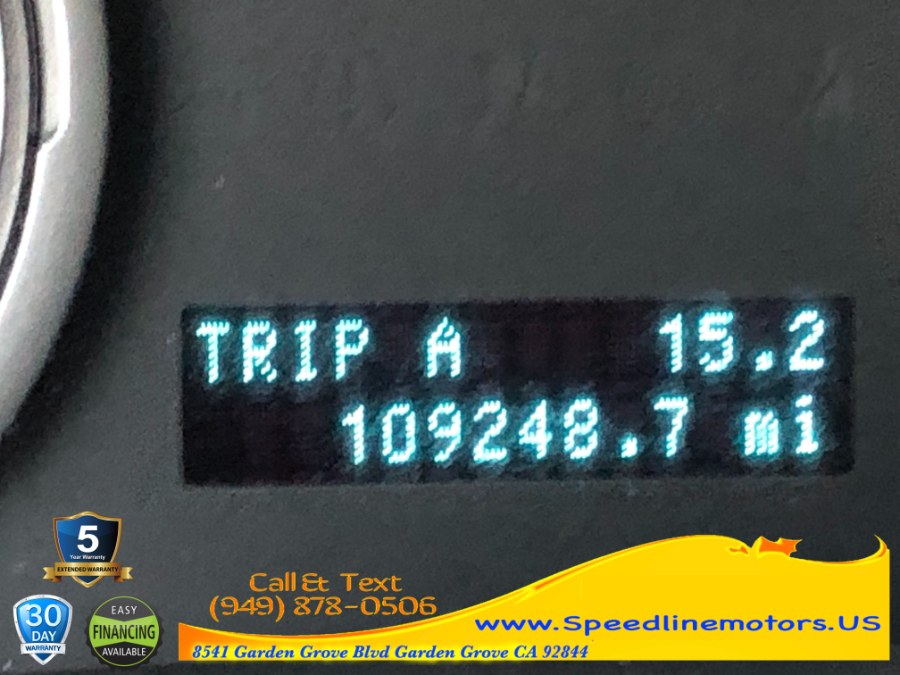 TRIP A 15.2
109248.7 mi
5
Year Warranty
EXTENDED WARRANTY
30
DAY
WARRANTY
EASY
FINANCING
AVAILABLE
Call & Text
(949) 878-0506
www.Speedlinemotors.US
8541 Garden Grove Blvd Garden Grove CA 92844